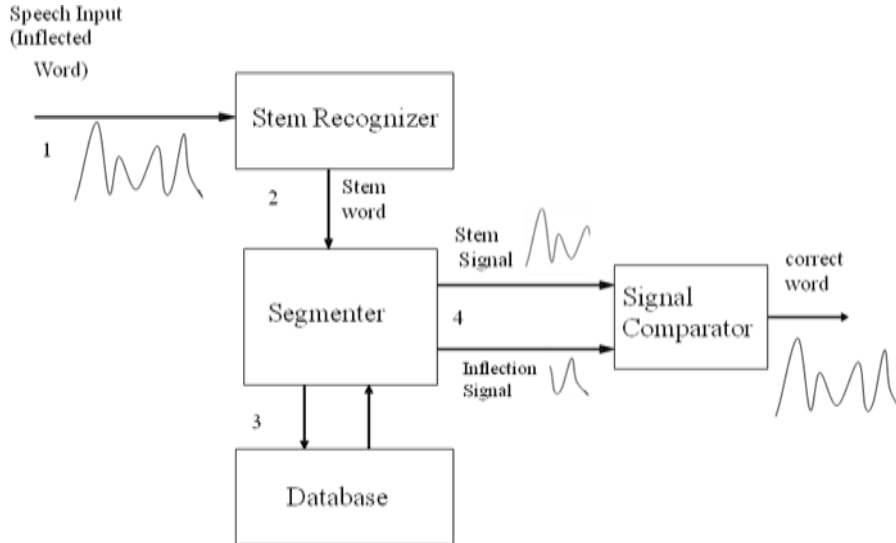 Speech Input
(Inflected
Word)
1
Stem Recognizer
2
Stem
word
Segmenter
Stem
Signal
4
Inflection
Signal
Signal
Comparator
correct
word
3
Database